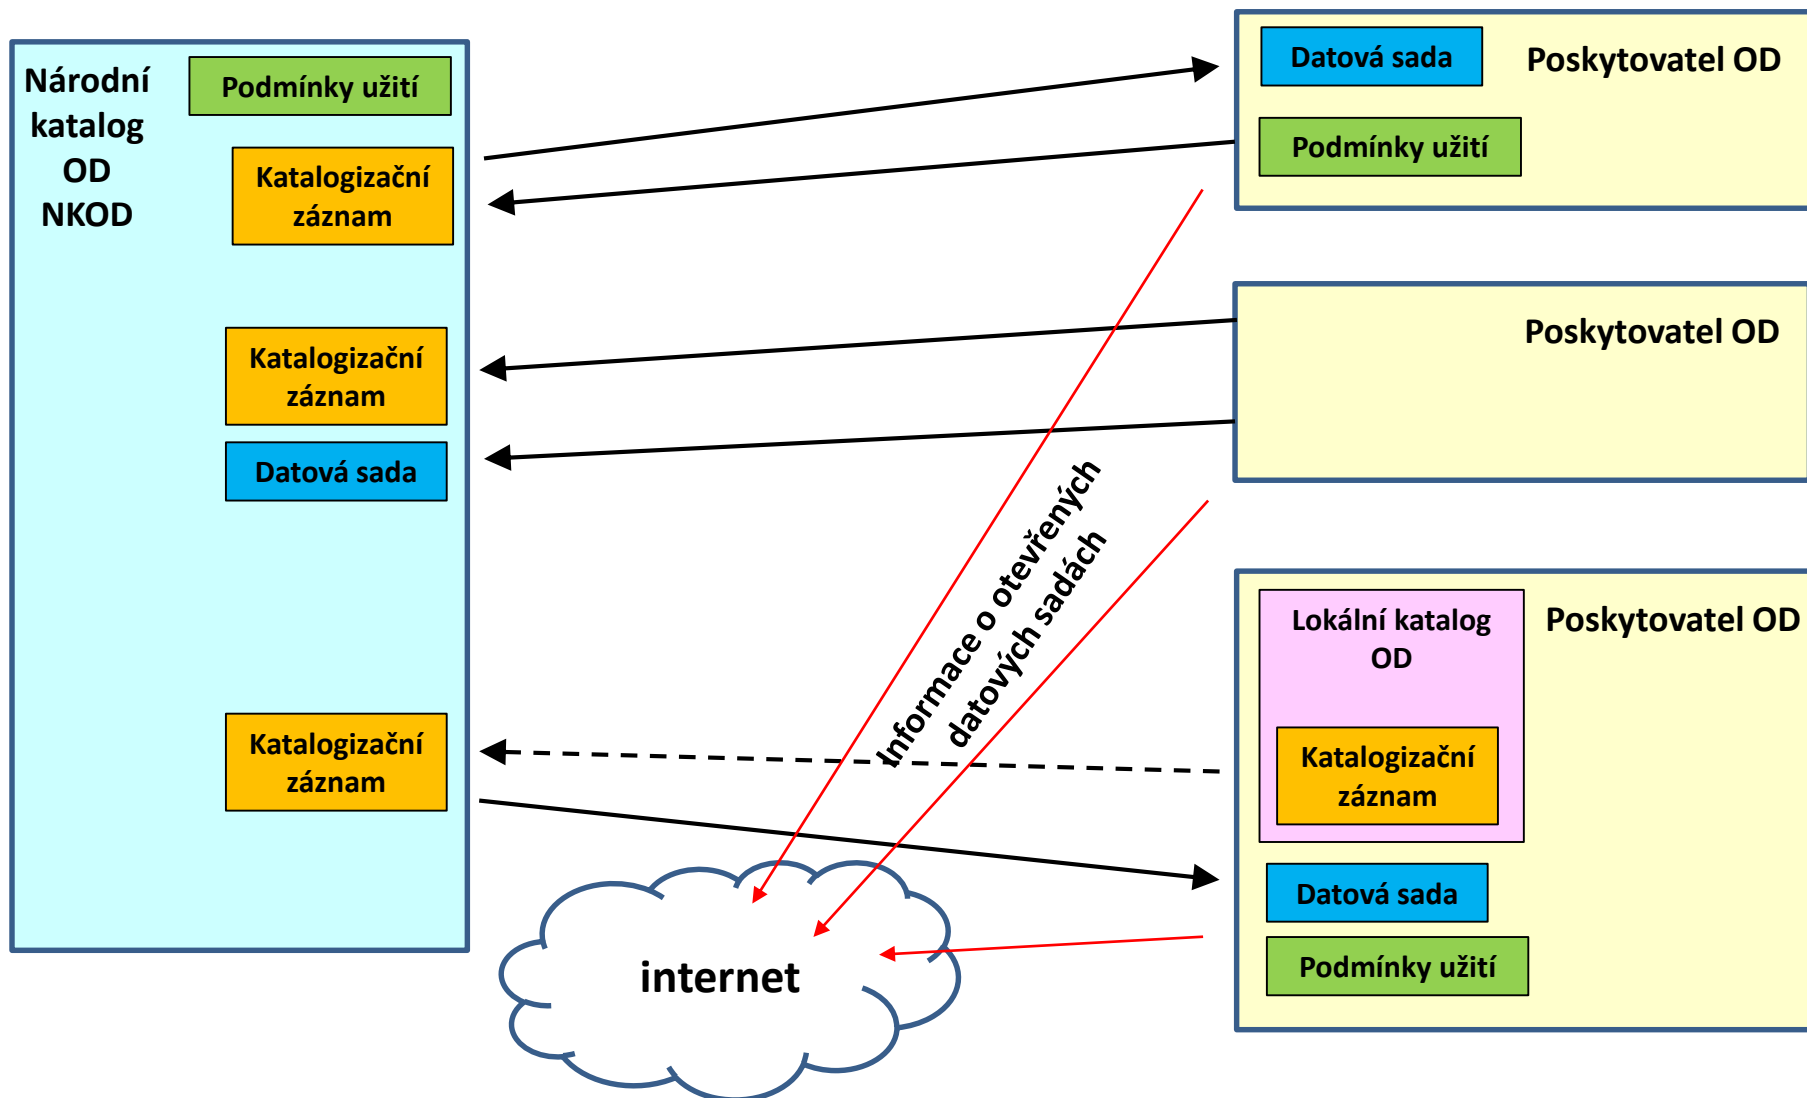 Národní
katalog
OD
NKOD
Podmínky užití
Katalogizační
záznam
Katalogizační
záznam
Datová sada
Katalogizační
záznam
Informace o otevřených
datových sadách
internet
Datová sada
Poskytovatel OD
Podmínky užití
Poskytovatel OD
Lokální katalog
OD
Poskytovatel OD
Katalogizační
záznam
Datová sada
Podmínky užití